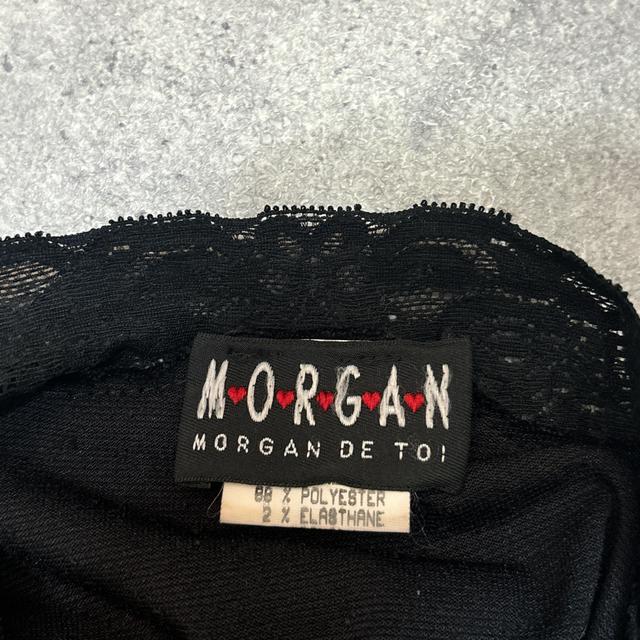 M♥O♥R♥G♥A♥N
MORGAN DE TOI
98 % POLYESTER
2 % ELASTHANE